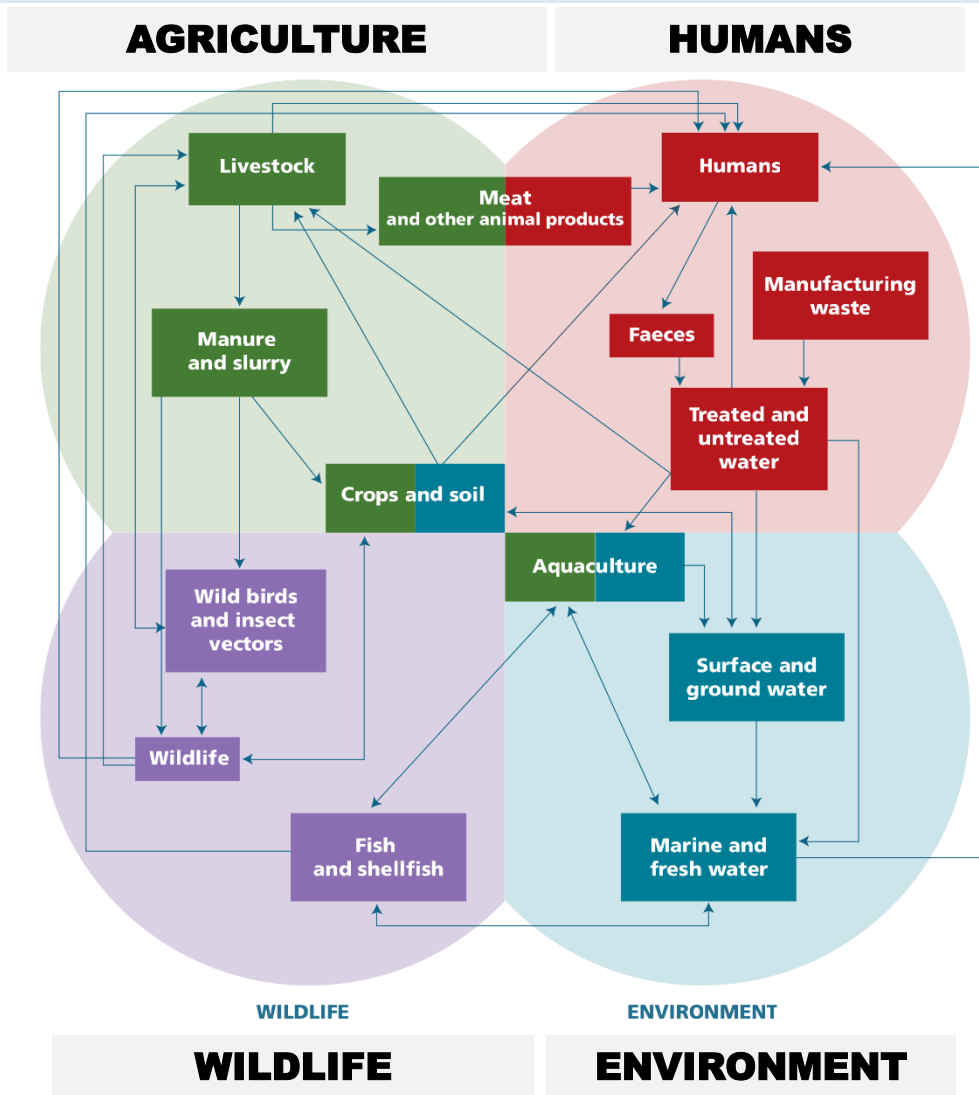 AGRICULTURE
HUMANS
Livestock
Humans
Meat
and other animal products
Manufacturing
waste
Manure
and slurry
Faeces
Treated and
untreated
water
Crops and soil
Aquaculture
Wild birds
and insect
vectors
Surface and
ground water
Wildlife
Fish
and shellfish
Marine and
fresh water
WILDLIFE
ENVIRONMENT
WILDLIFE
ENVIRONMENT